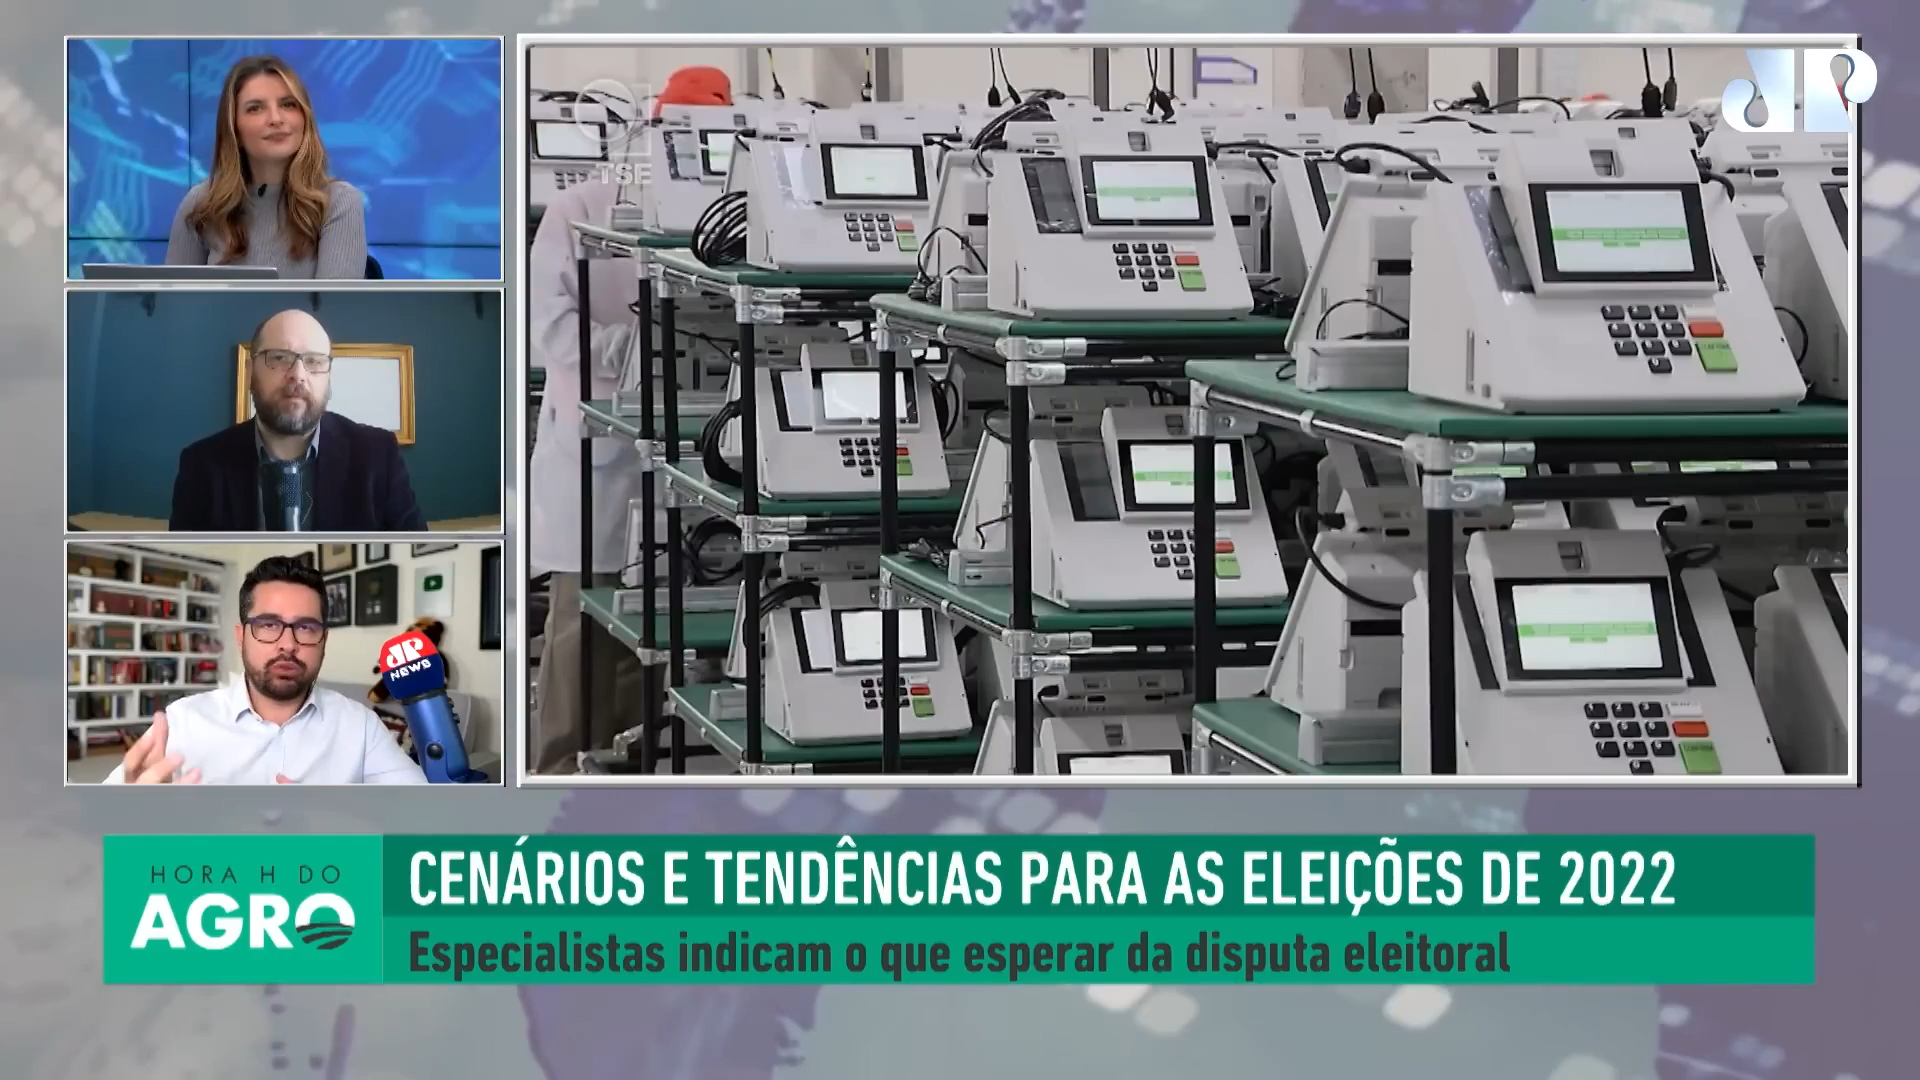 JP
TSE
JP
NEWS
HORA H DO
AGRO
CENÁRIOS E TENDÊNCIAS PARA AS ELEIÇÕES DE 2022
Especialistas indicam o que esperar da disputa eleitoral